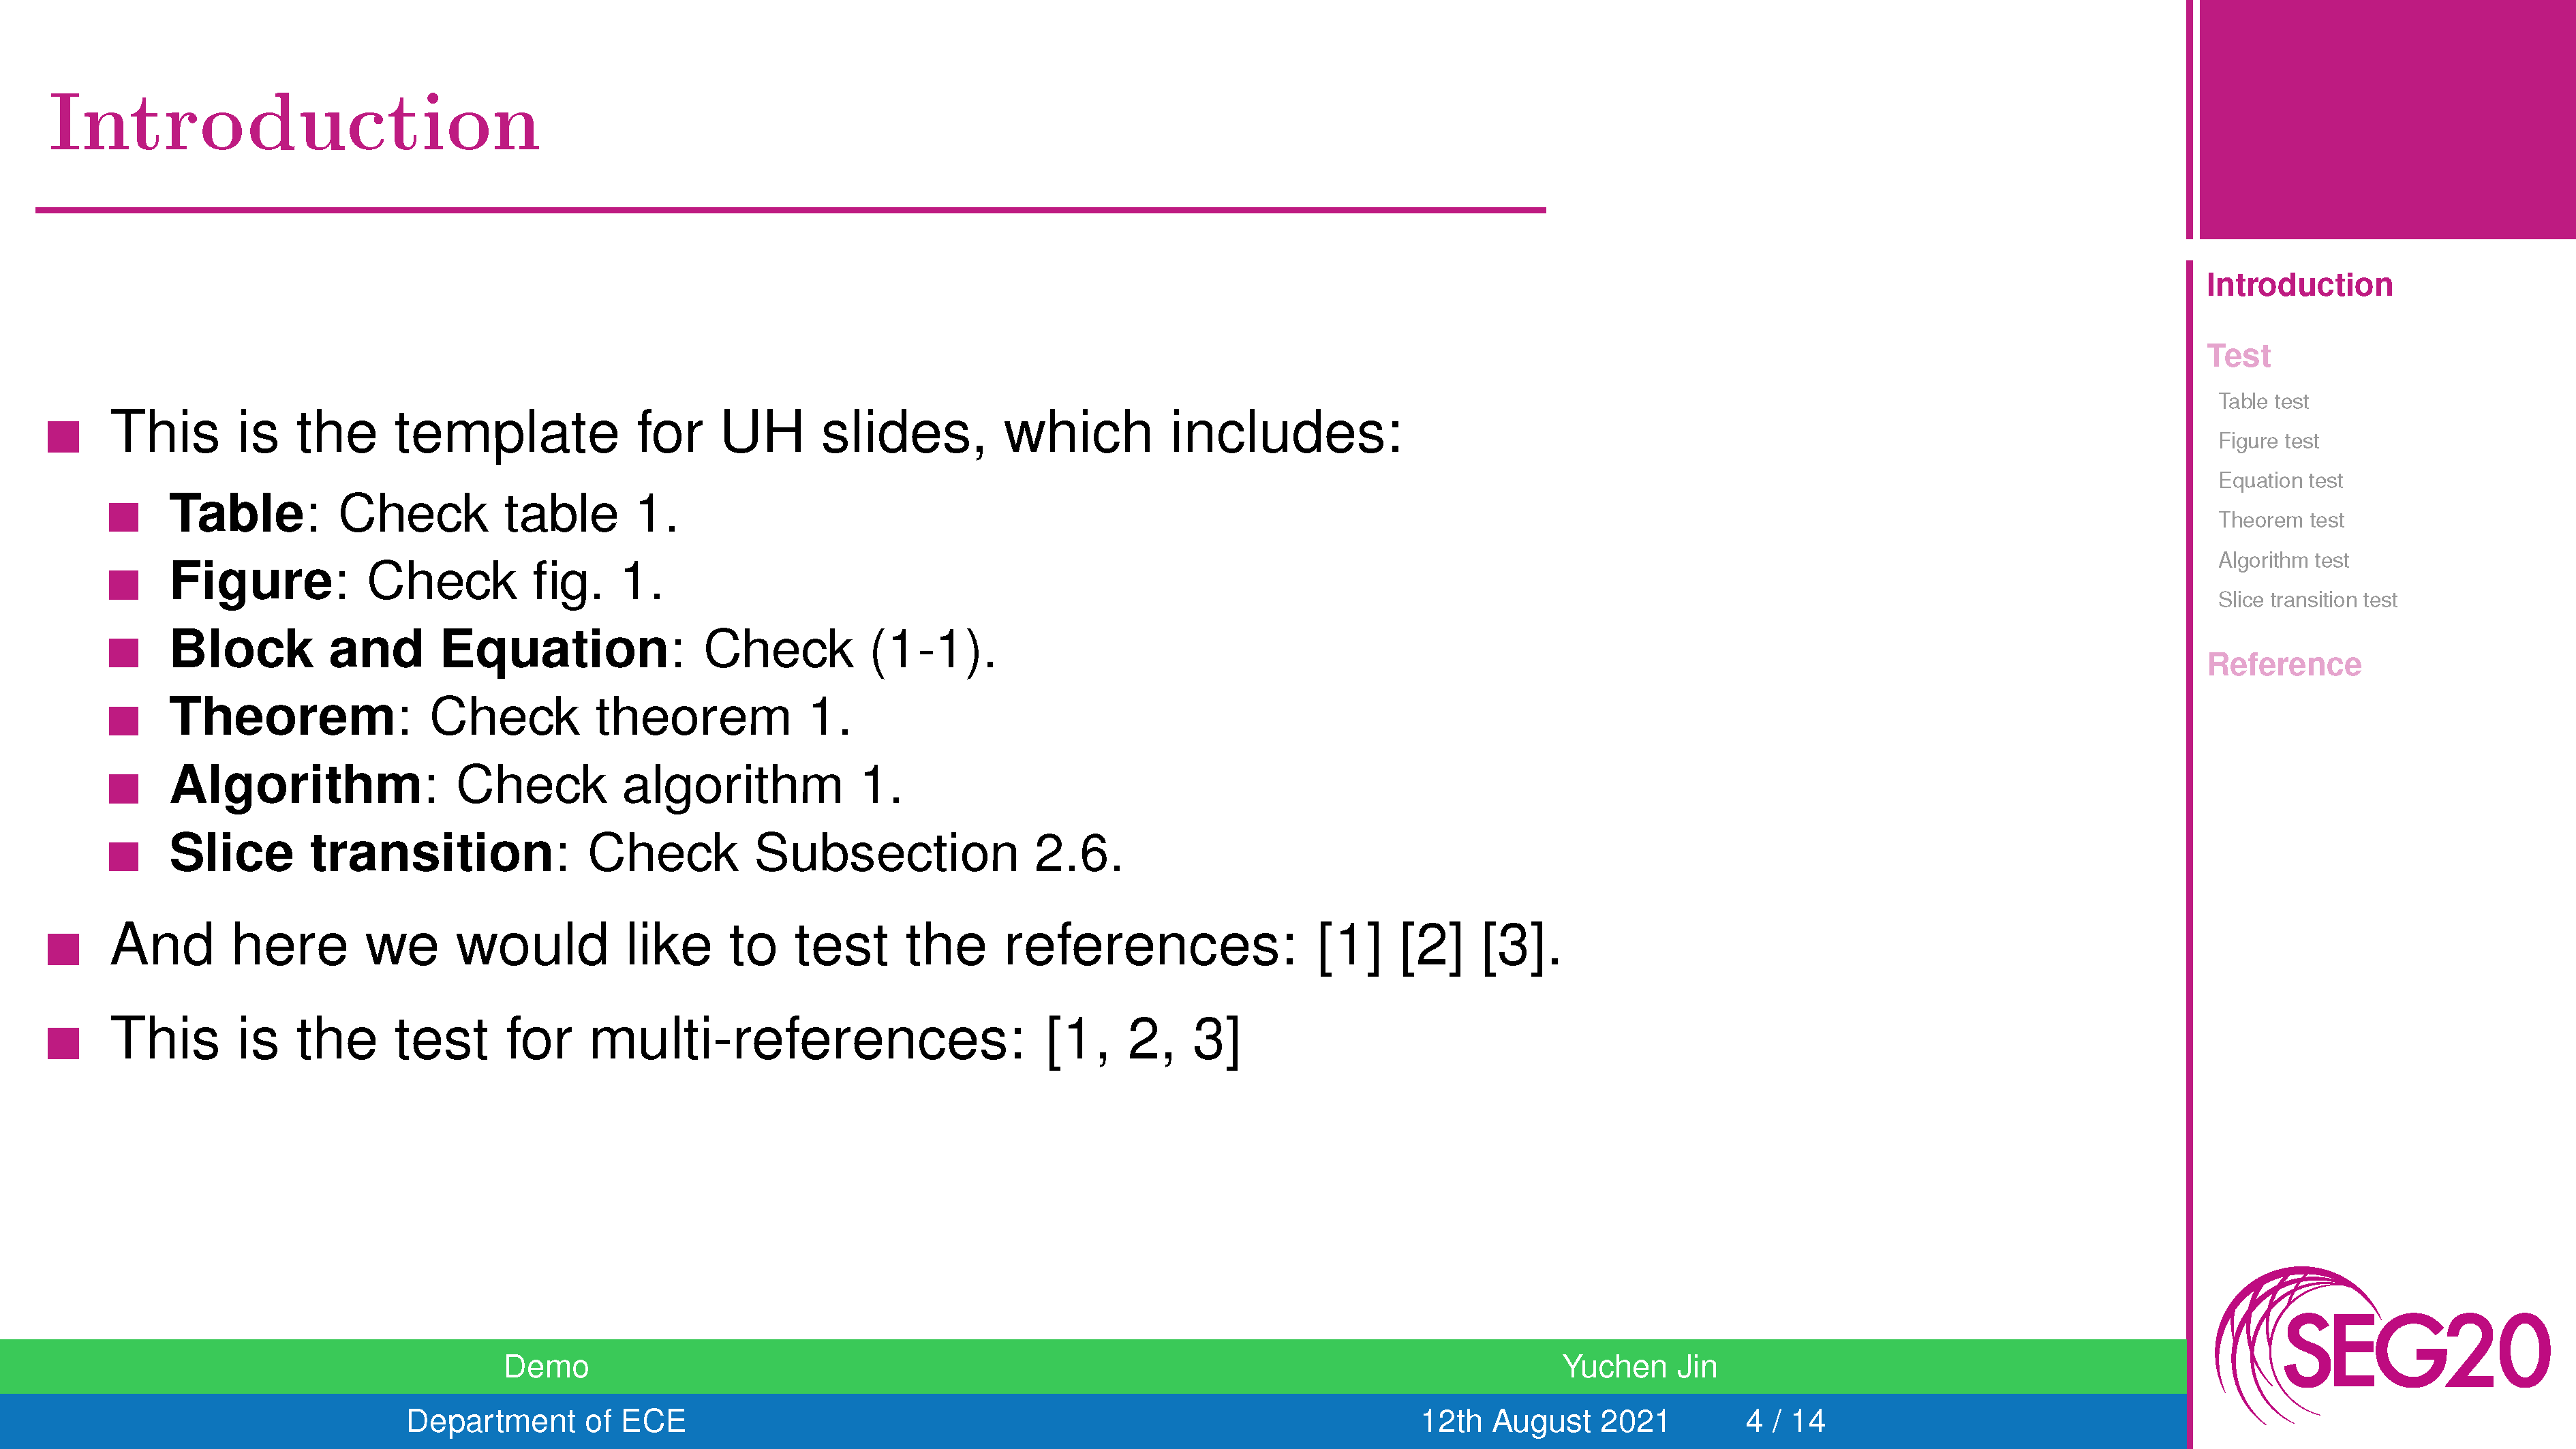 Introduction
This is the template for UH slides, which includes:
Table: Check table 1.
Figure: Check fig. 1.
Block and Equation: Check (1-1).
Theorem: Check theorem 1.
Algorithm: Check algorithm 1.
Slice transition: Check Subsection 2.6.
And here we would like to test the references: [1] [2] [3].
This is the test for multi-references: [1, 2, 3]
Introduction
Test
Table test
Figure test
Equation test
Theorem test
Algorithm test
Slice transition test
Reference
SEG20
Demo Yuchen Jin
Department of ECE 12th August 2021 4 / 14